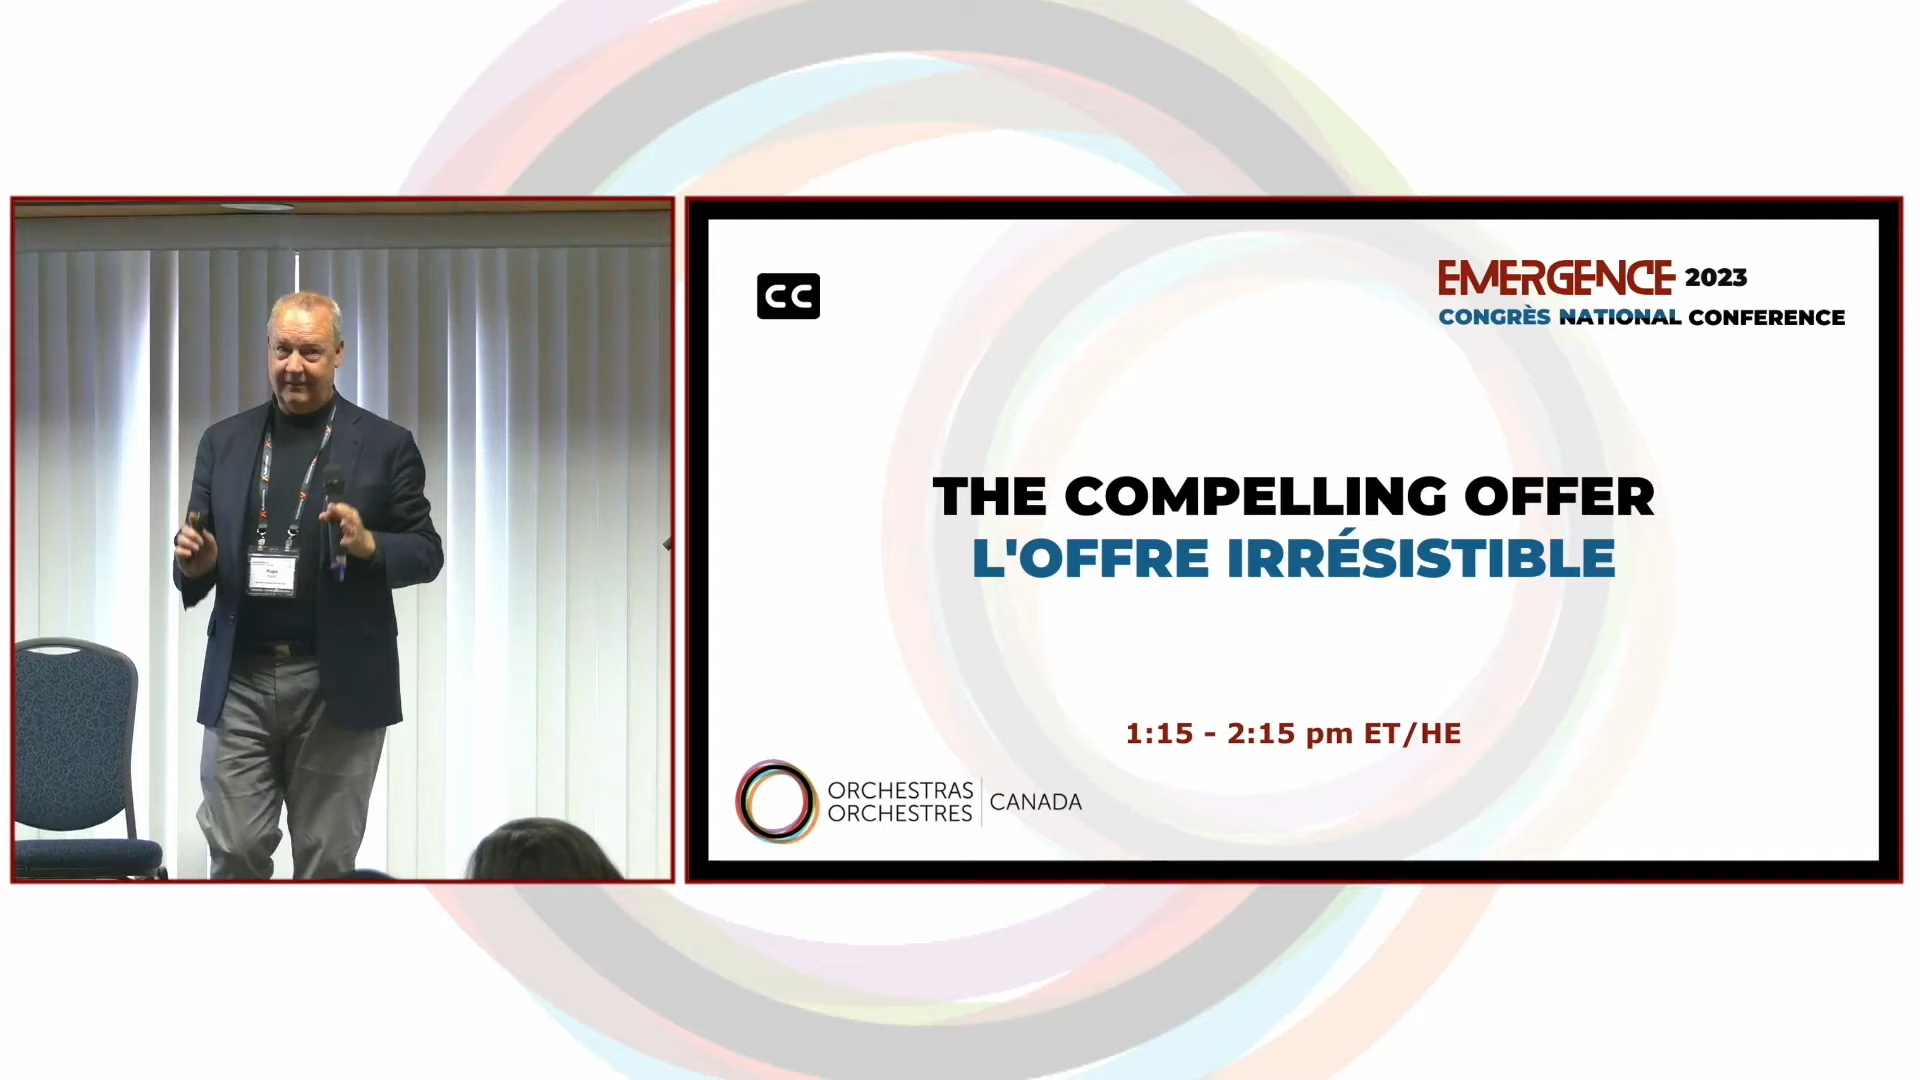 CC
EMERGENCE 2023
CONGRÈS NATIONAL CONFERENCE
THE COMPELLING OFFER
L'OFFRE IRRÉSISTIBLE
1:15 - 2:15 pm ET/HE
ORCHESTRAS
ORCHESTRES
CANADA